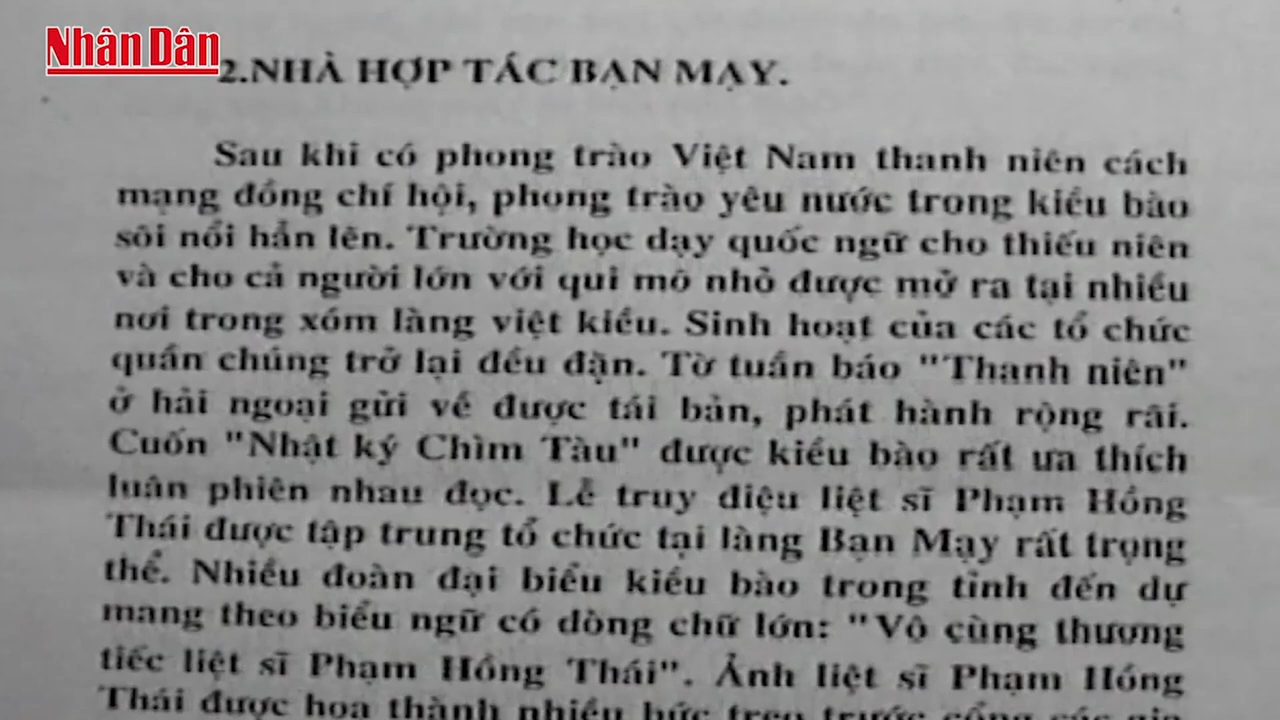 Nhân Dân
2.NHÀ HỢP TÁC BẠN MẠY.
Sau khi có phong trào Việt Nam thanh niên cách
mạng đồng chí hội, phong trào yêu nước trong kiều bào
sôi nổi hẳn lên. Trường học dạy quốc ngữ cho thiếu niên
và cho cả người lớn với qui mô nhỏ được mở ra tại nhiều
nơi trong xóm làng việt kiều. Sinh hoạt của các tổ chức
quần chúng trở lại đều đặn. Tờ tuần báo "Thanh niên"
ở hải ngoại gửi về được tái bản, phát hành rộng rãi.
Cuốn "Nhật ký Chìm Tàu" được kiều bào rất ưa thích
luân phiên nhau đọc. Lễ truy điệu liệt sĩ Phạm Hồng
Thái được tập trung tổ chức tại làng Bạn Mạy rất trọng
thể. Nhiều đoàn đại biểu kiều bào trong tỉnh đến dự
mang theo biểu ngữ có dòng chữ lớn: "Vô cùng thương
tiếc liệt sĩ Phạm Hồng Thái". Ảnh liệt sĩ Phạm Hồng
Thái được họa thành nhiều bức treo trước cổng các gia